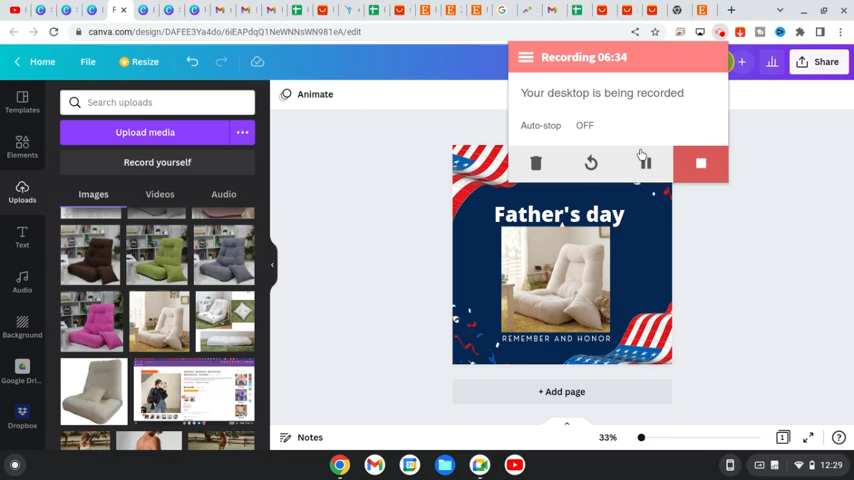 canva.com/design/DAFEE3Ya4do/6iEAPdqQ1NeWNNsWN981eA/edit
Home
File
Resize
Share
Recording 06:34
Your desktop is being recorded
Auto-stop OFF
Templates
Elements
Uploads
Text
Audio
Background
Google Dri...
Dropbox
Search uploads
Upload media
Record yourself
Images
Videos
Audio
Animate
Father's day
REMEMBER AND HONOR
+ Add page
Notes
33%
1
12:29